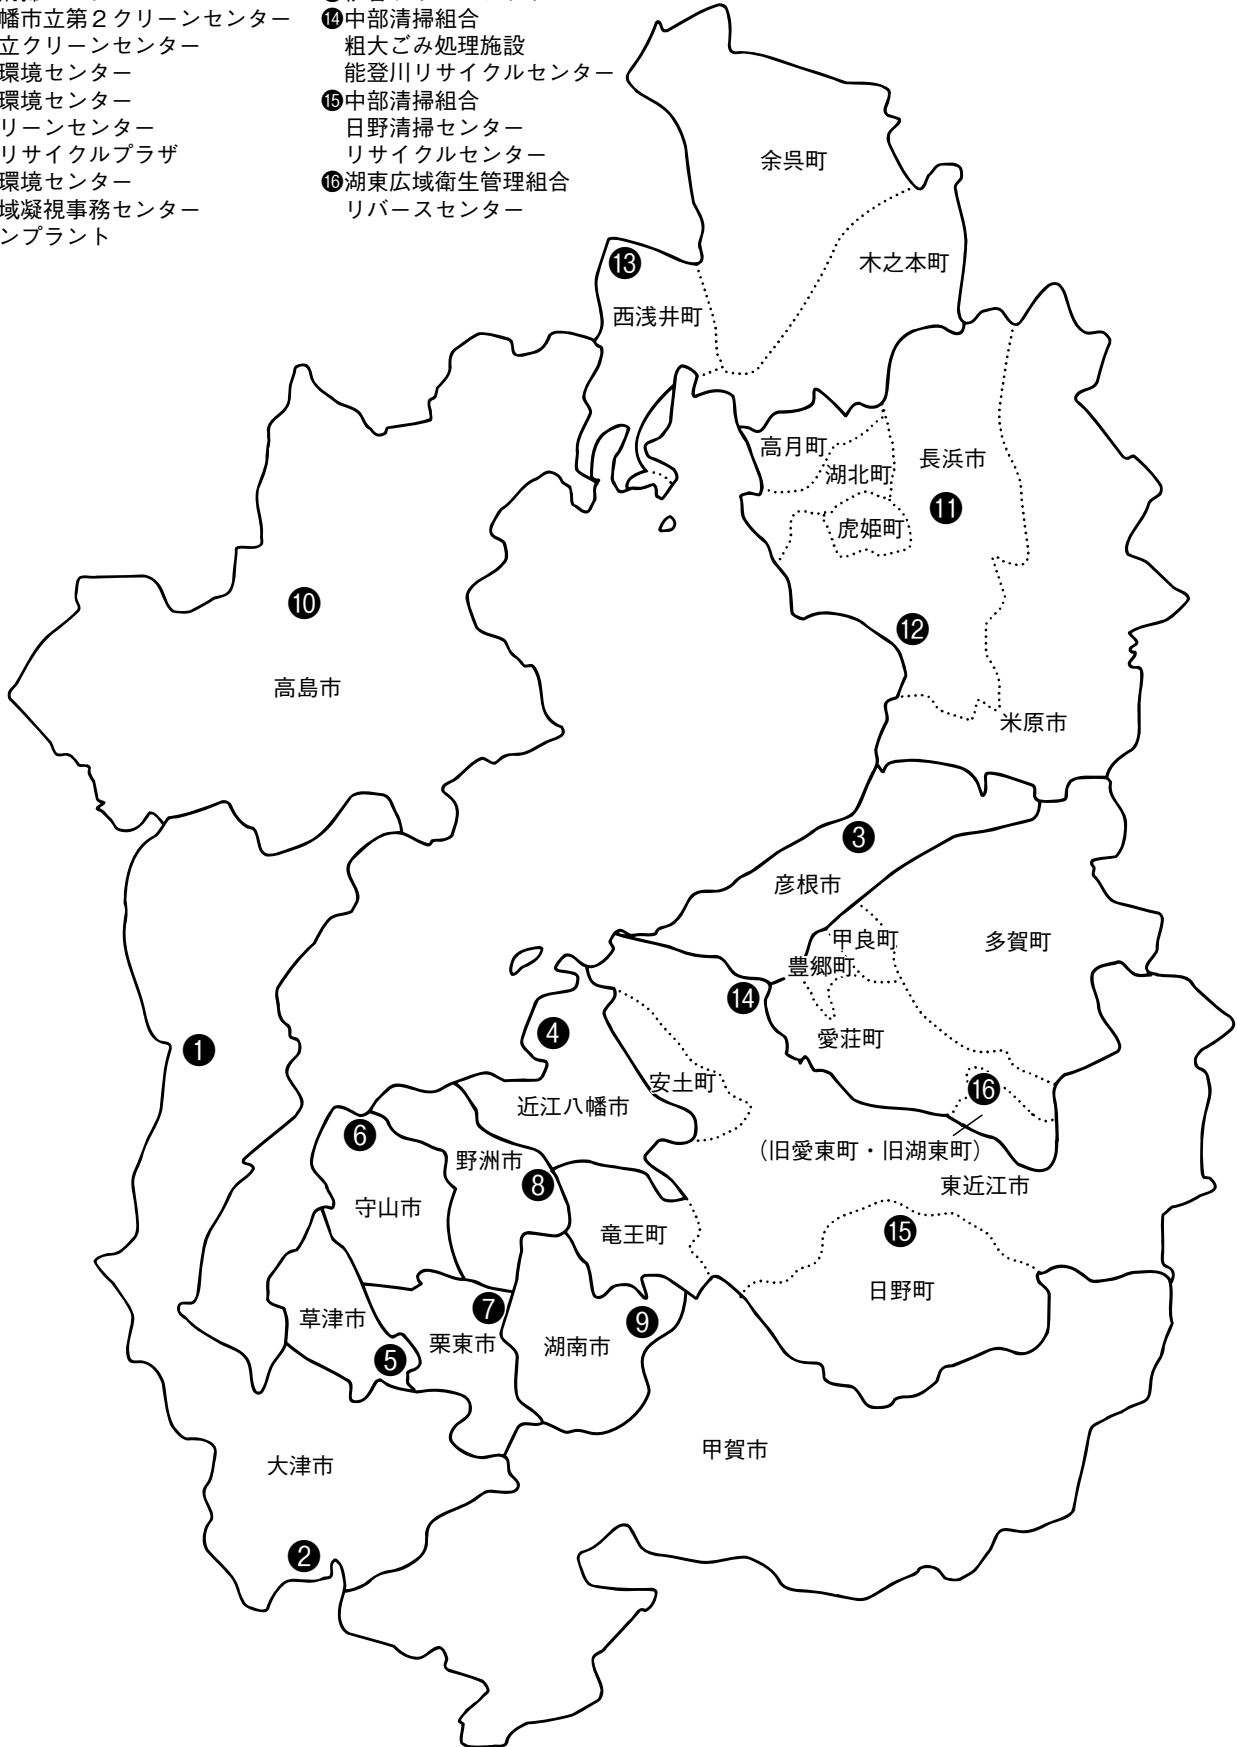 幡市立第２クリーンセンター
立クリーンセンター
環境センター
環境センター
リーンセンター
リサイクルプラザ
環境センター
域凝視事務センター
ンプラント
⓮中部清掃組合
粗大ごみ処理施設
能登川リサイクルセンター
⓯中部清掃組合
日野清掃センター
リサイクルセンター
⓰湖東広域衛生管理組合
リバースセンター
余呉町
木之本町
⓭
西浅井町
高月町
湖北町
長浜市
⓫
虎姫町
❿
⓬
高島市
米原市
❸
彦根市
甲良町
多賀町
豊郷町
⓮
❹
愛荘町
❶
安土町
⓰
近江八幡市
❻
（旧愛東町・旧湖東町）
野洲市
❽
東近江市
守山市
⓯
竜王町
日野町
❼
草津市
❾
栗東市
湖南市
❺
甲賀市
大津市
❷